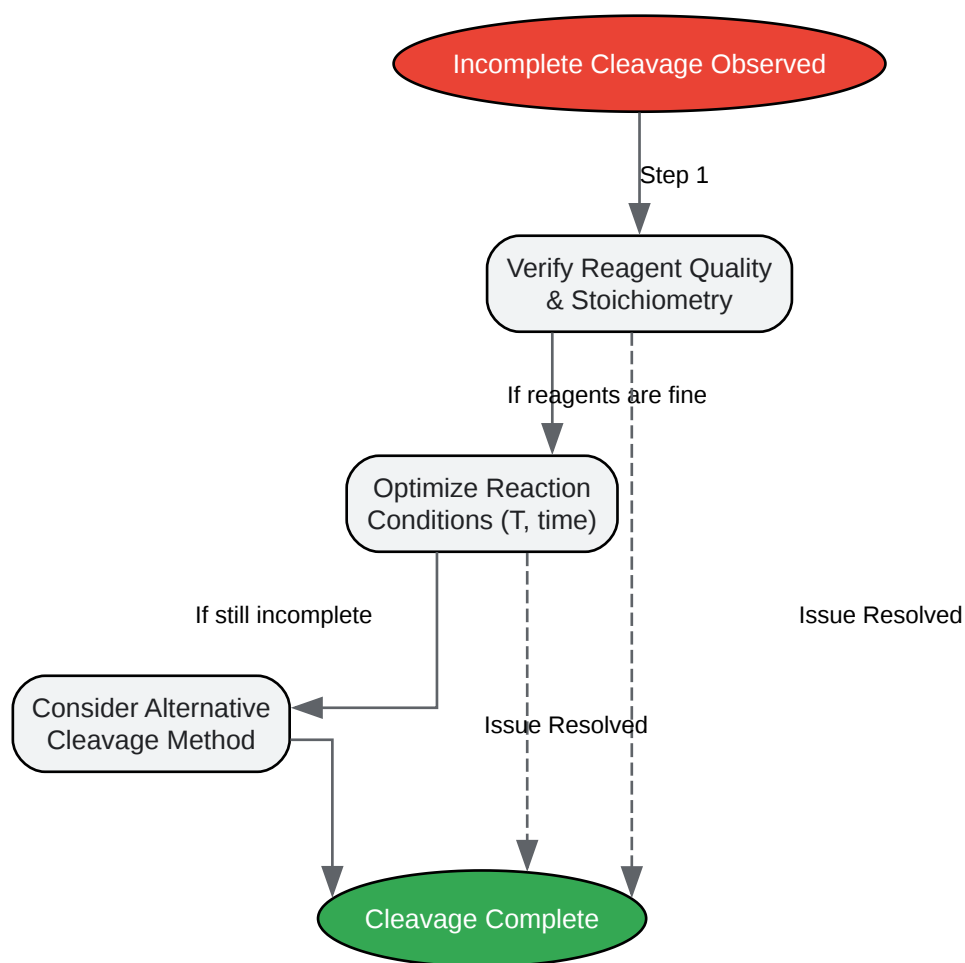 Incomplete Cleavage Observed
Step 1
Verify Reagent Quality
& Stoichiometry
If reagents are fine
Optimize Reaction
Conditions (T, time)
If still incomplete
Issue Resolved
Consider Alternative
Cleavage Method
Issue Resolved
Cleavage Complete